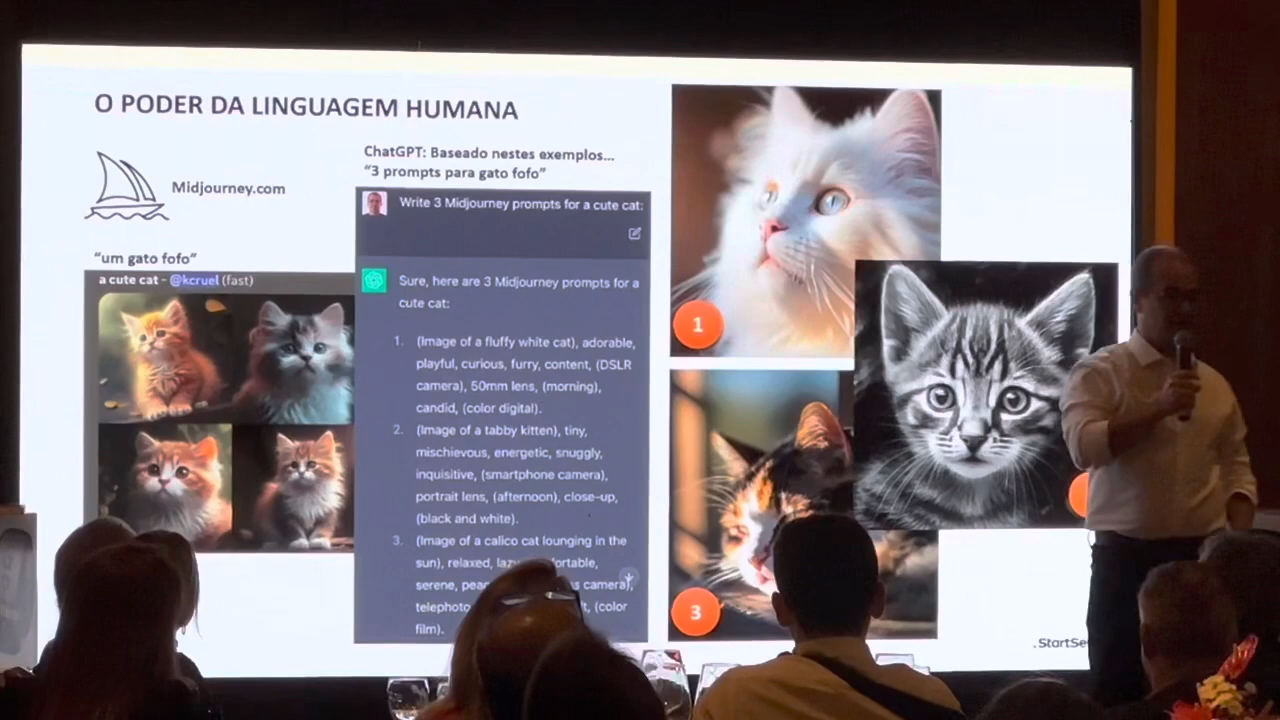 O PODER DA LINGUAGEM HUMANA
Midjourney.com
"um gato fofo"
a cute cat - @kcruel (fast)
ChatGPT: Baseado nestes exemplos...
"3 prompts para gato fofo"
Write 3 Midjourney prompts for a cute cat:
Sure, here are 3 Midjourney prompts for a
cute cat:
1. (Image of a fluffy white cat), adorable,
playful, curious, furry, content, (DSLR
camera), 50mm lens, (morning),
candid, (color digital).
2. (Image of a tabby kitten), tiny,
mischievous, energetic, snuggly,
inquisitive, (smartphone camera),
portrait lens, (afternoon), close-up,
(black and white).
3. (Image of a calico cat lounging in the
sun), relaxed,
serene, camera),
telephoto (color
film).
1
3
.StartSe